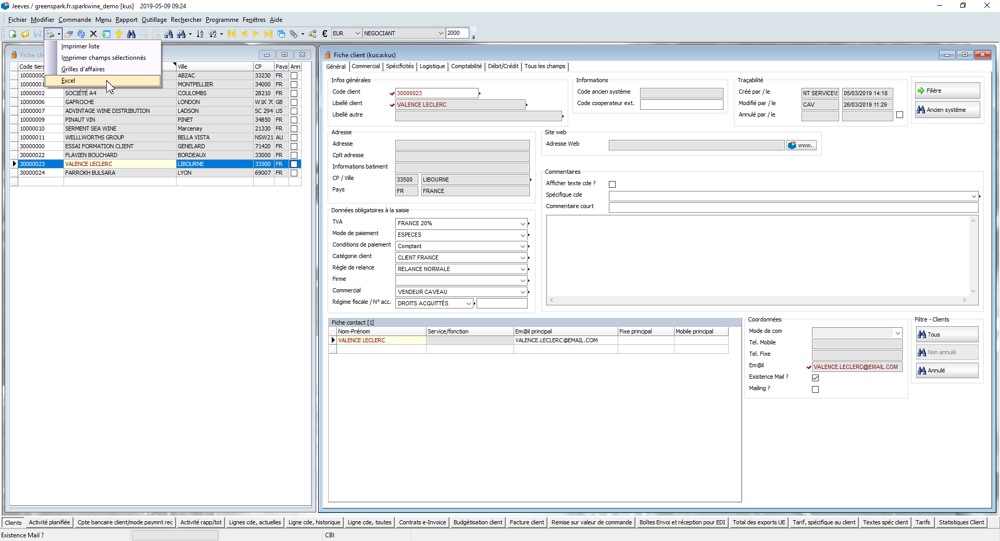 Jeeves / greenspark.fr.sparkwine_demo [kus] 2019-05-09 09:24
Fichier Modifier Commande Menu Rapport Outillage Rechercher Programme Fenêtres Aide
€ EUR NEGOCIANT 2000
Imprimer liste
Imprimer champs sélectionnés
Grilles d'affaires
Excel
Fiche cli
Code tiers Ville CP Pays Ann
1000000 ABZAC 33230 FR
1000000 MONTPELLIER 34000 FR
10000002 SOCIÉTÉ A4 COULOMBS 28210 FR
10000006 GAFROCHE LONDON W1K 7( GB
10000007 ADVINTAGE WINE DISTRIBUTION LADSON SC 294 US
10000009 PINAUT VIN PINET 34850 FR
10000010 SERMENT SEA WINE Marcenay 21330 FR
10000011 WELLLWORTHS GROUP BELLA VISTA NSW21 AU
30000000 ESSAI FORMATION CLIENT GENELARD 71420 FR
30000022 FLAVIEN BOUCHARD BORDEAUX 33000 FR
30000023 VALENCE LECLERC LIBOURNE 33500 FR
30000024 FARROKH BULSARA LYON 69007 FR
Fiche client (kus:a:kus)
Général Commercial Spécificités Logistique Comptabilité Débit/Crédit Tous les champs
Infos générales
Code client 30000023
Libellé client VALENCE LECLERC
Libellé autre
Informations
Code ancien système
Code cooperateur ext.
Traçabilité
Créé par / le NT SERVICE\S 05/03/2019 14:18
Modifié par / le CAV 26/03/2019 11:29
Annulé par / le
Filière
Ancien système
Adresse
Adresse
Cplt adresse
Informations batiment
CP / Ville 33500 LIBOURNE
Pays FR FRANCE
Site web
Adresse Web www.
Commentaires
Afficher texte cde ?
Spécifique cde
Commentaire court
Données obligatoires à la saisie
TVA FRANCE 20%
Mode de paiement ESPECES
Conditions de paiement Comptant
Catégorie client CLIENT FRANCE
Règle de relance RELANCE NORMALE
Firme
Commercial VENDEUR CAVEAU
Régime fiscale / N° acc. DROITS ACQUITTÉS
Fiche contact [1]
Nom-Prénom Service/fonction Em@il principal Fixe principal Mobile principal
VALENCE LECLERC VALENCE.LECLERC@EMAIL.COM
Coordonnées
Mode de com
Tel. Mobile
Tel. Fixe
Em@il VALENCE.LECLERC@EMAIL.COM
Existence Mail ?
Mailing ?
Filtre - Clients
Tous
Non annulé
Annulé
Clients Activité planifiée Cpte bancaire client/mode paymnt rec Activité rapp/tot Lignes cde, actuelles Ligne cde, historique Ligne cde, toutes Contrats e-Invoice Budgétisation client Facture client Remise sur valeur de commande Boîtes Envoi et réception pour EDI Total des exports UE Tarif, spécifique au client Textes spéc client Tarifs Statistiques Client
Existence Mail ? CBI